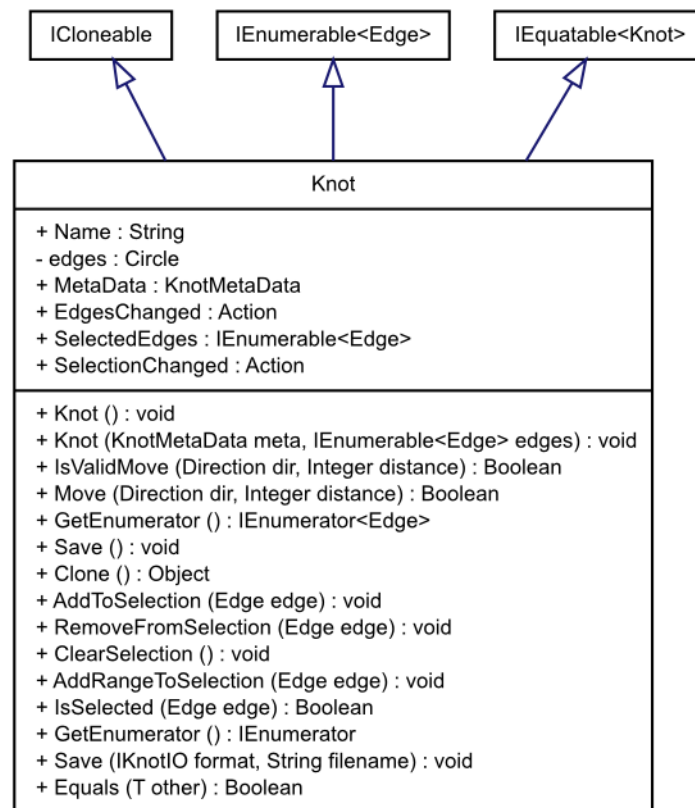 ICloneable
IEnumerable<Edge>
IEquatable<Knot>
Knot
+ Name : String
- edges : Circle
+ MetaData : KnotMetaData
+ EdgesChanged : Action
+ SelectedEdges : IEnumerable<Edge>
+ SelectionChanged : Action
+ Knot () : void
+ Knot (KnotMetaData meta, IEnumerable<Edge> edges) : void
+ IsValidMove (Direction dir, Integer distance) : Boolean
+ Move (Direction dir, Integer distance) : Boolean
+ GetEnumerator () : IEnumerator<Edge>
+ Save () : void
+ Clone () : Object
+ AddToSelection (Edge edge) : void
+ RemoveFromSelection (Edge edge) : void
+ ClearSelection () : void
+ AddRangeToSelection (Edge edge) : void
+ IsSelected (Edge edge) : Boolean
+ GetEnumerator () : IEnumerator
+ Save (IKnotIO format, String filename) : void
+ Equals (T other) : Boolean